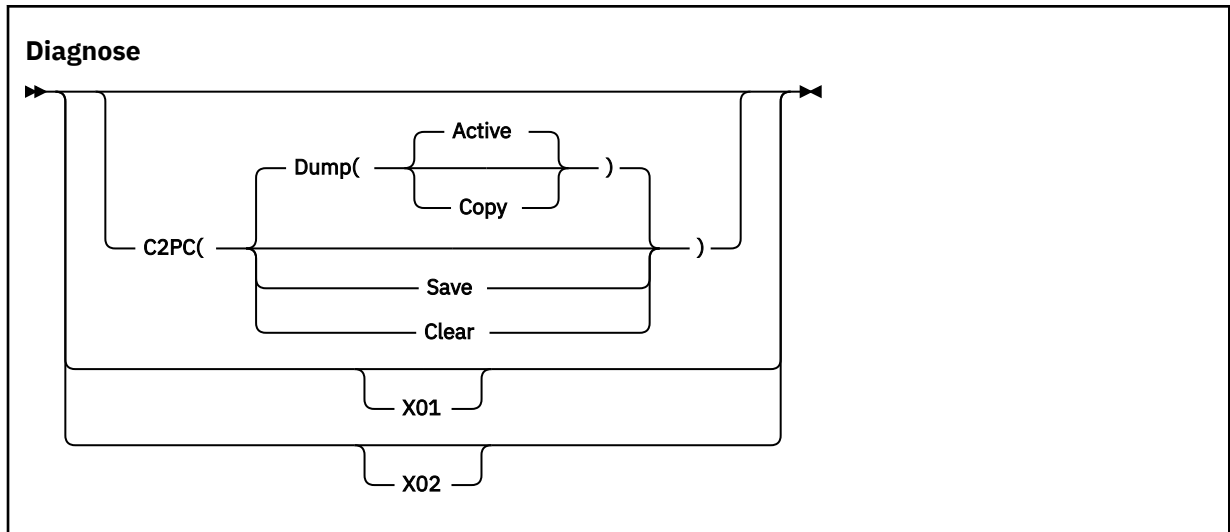 Diagnose
Active
Dump( )
Copy
C2PC( )
Save
Clear
X01
X02